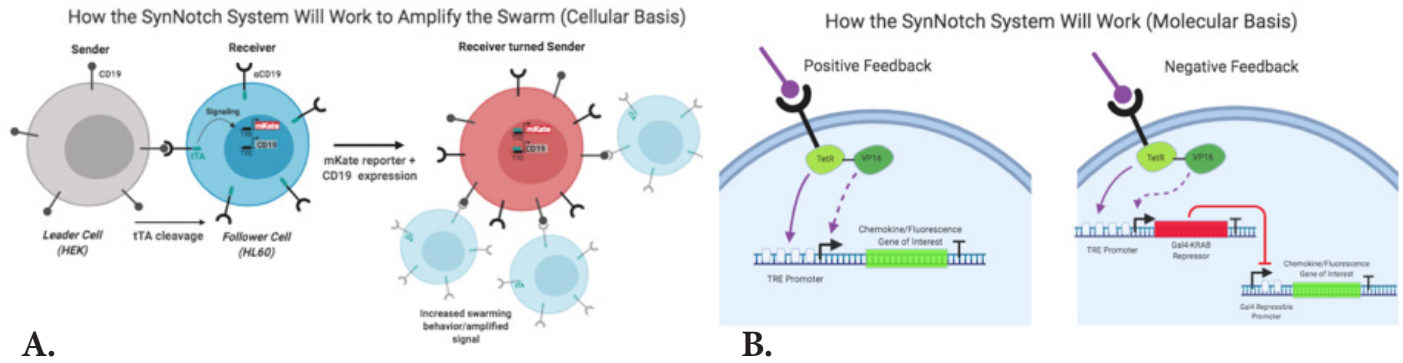 How the SynNotch System Will Work to Amplify the Swarm (Cellular Basis)
Sender
CD19
Receiver
αCD19
Signaling
mKate
TRE
CD19
TRE
tTA
Leader Cell
(HEK)
tTA cleavage
Follower Cell
(HL60)
mKate reporter +
CD19 expression
Receiver turned Sender
mKate
TRE
CD19
TRE
tTA
Increased swarming
behavior/amplified
signal
A.
How the SynNotch System Will Work (Molecular Basis)
Positive Feedback
TetR
VP16
Chemokine/Fluorescence
Gene of Interest
TRE Promoter
Negative Feedback
TetR
VP16
TRE Promoter
Gal4-KRAB
Repressor
Chemokine/Fluorescence
Gene of Interest
Gal4 Repressible
Promoter
B.